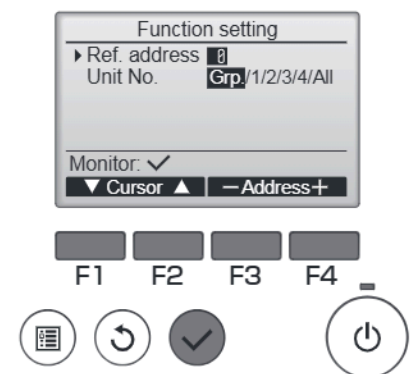 Function setting
Ref. address 0
Unit No. Grp./1/2/3/4/All
Monitor: ✓
▼ Cursor ▲ −Address+
F1 F2 F3 F4